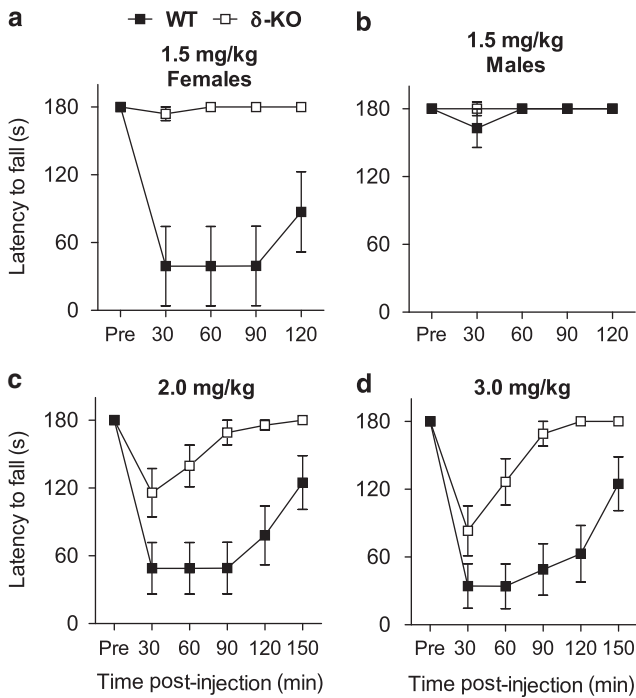 a
WT δ-KO
b
1.5 mg/kg
Females
1.5 mg/kg
Males
Latency to fall (s)
180
120
60
0
Pre 30 60 90 120
180
120
60
0
Pre 30 60 90 120
c
2.0 mg/kg
d
3.0 mg/kg
Latency to fall (s)
180
120
60
0
Pre 30 60 90 120 150
180
120
60
0
Pre 30 60 90 120 150
Time post-injection (min)
Time post-injection (min)